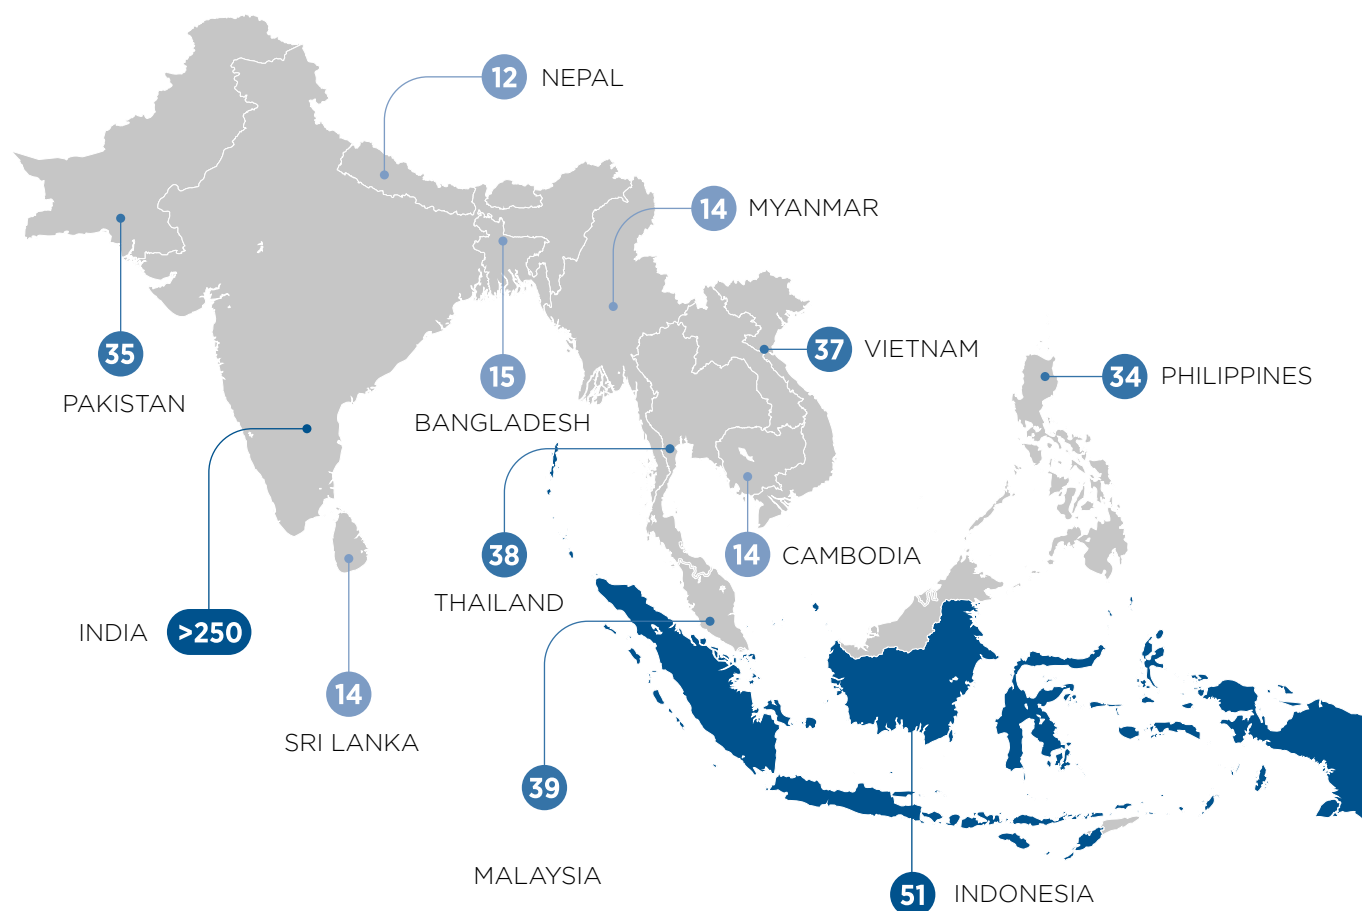 12 NEPAL
14 MYANMAR
37 VIETNAM
35
PAKISTAN
34 PHILIPPINES
15
BANGLADESH
38
THAILAND
14 CAMBODIA
INDIA >250
14
SRI LANKA
39
MALAYSIA
51 INDONESIA